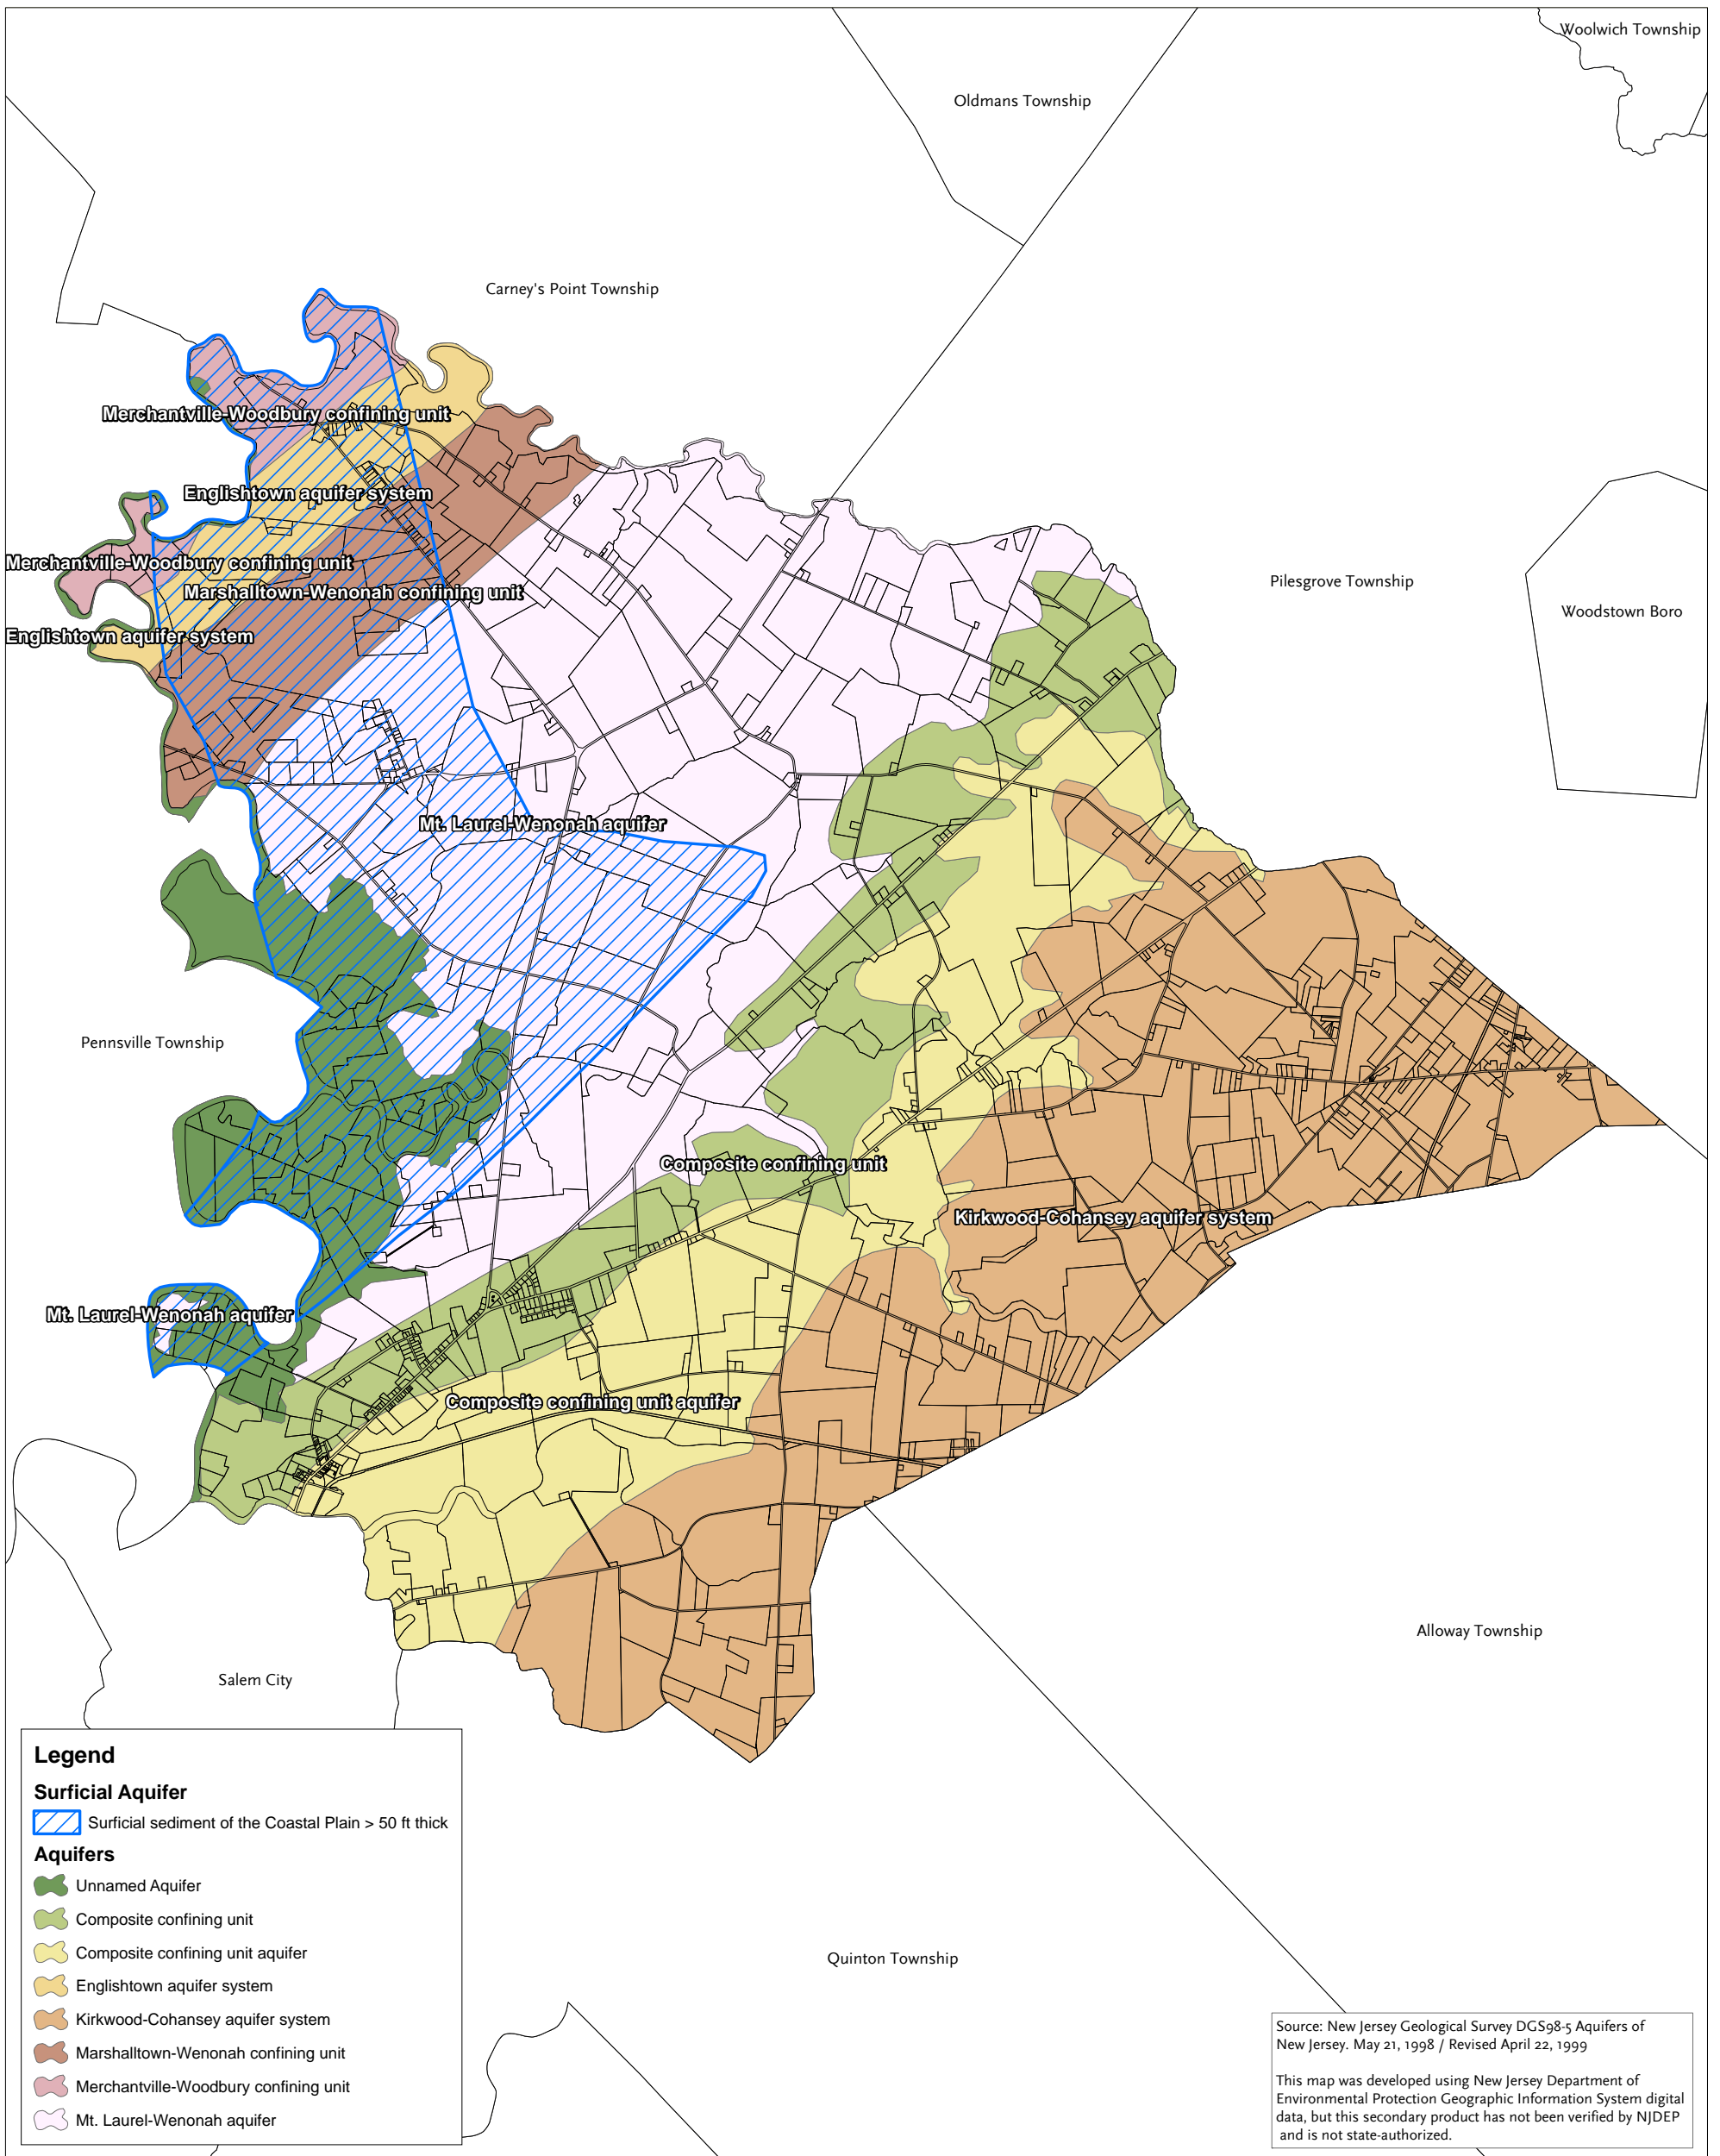 Woolwich Township
Oldmans Township
Carney's Point Township
Merchantville-Woodbury confining unit
Englishtown aquifer system
Merchantville-Woodbury confining unit
Marshalltown-Wenonah confining unit
Pilesgrove Township
Woodstown Boro
Englishtown aquifer system
Mt. Laurel-Wenonah aquifer
Pennsville Township
Composite confining unit
Kirkwood-Cohansey aquifer system
Mt. Laurel-Wenonah aquifer
Composite confining unit aquifer
Alloway Township
Salem City
Quinton Township
Legend
Surficial Aquifer
Surficial sediment of the Coastal Plain > 50 ft thick
Aquifers
Unnamed Aquifer
Composite confining unit
Composite confining unit aquifer
Englishtown aquifer system
Kirkwood-Cohansey aquifer system
Marshalltown-Wenonah confining unit
Merchantville-Woodbury confining unit
Mt. Laurel-Wenonah aquifer
Source: New Jersey Geological Survey DGS98-5 Aquifers of
New Jersey. May 21, 1998 / Revised April 22, 1999
This map was developed using New Jersey Department of
Environmental Protection Geographic Information System digital
data, but this secondary product has not been verified by NJDEP
and is not state-authorized.